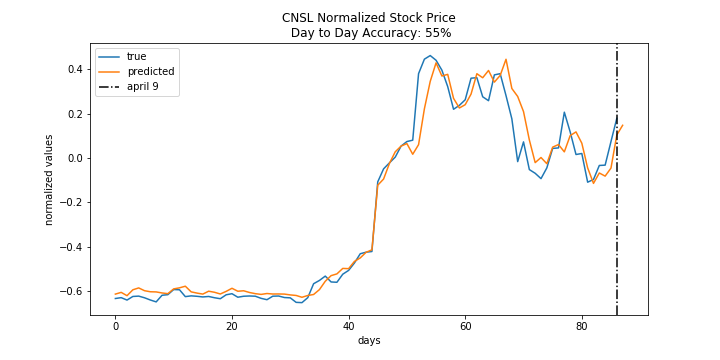 CNSL Normalized Stock Price
Day to Day Accuracy: 55%
true
predicted
april 9
normalized values
0.4
0.2
0.0
−0.2
−0.4
−0.6
0 20 40 60 80
days